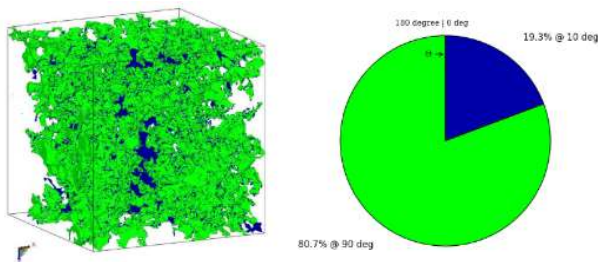 180 degree | 0 deg
θ →
19.3% @ 10 deg
80.7% @ 90 deg